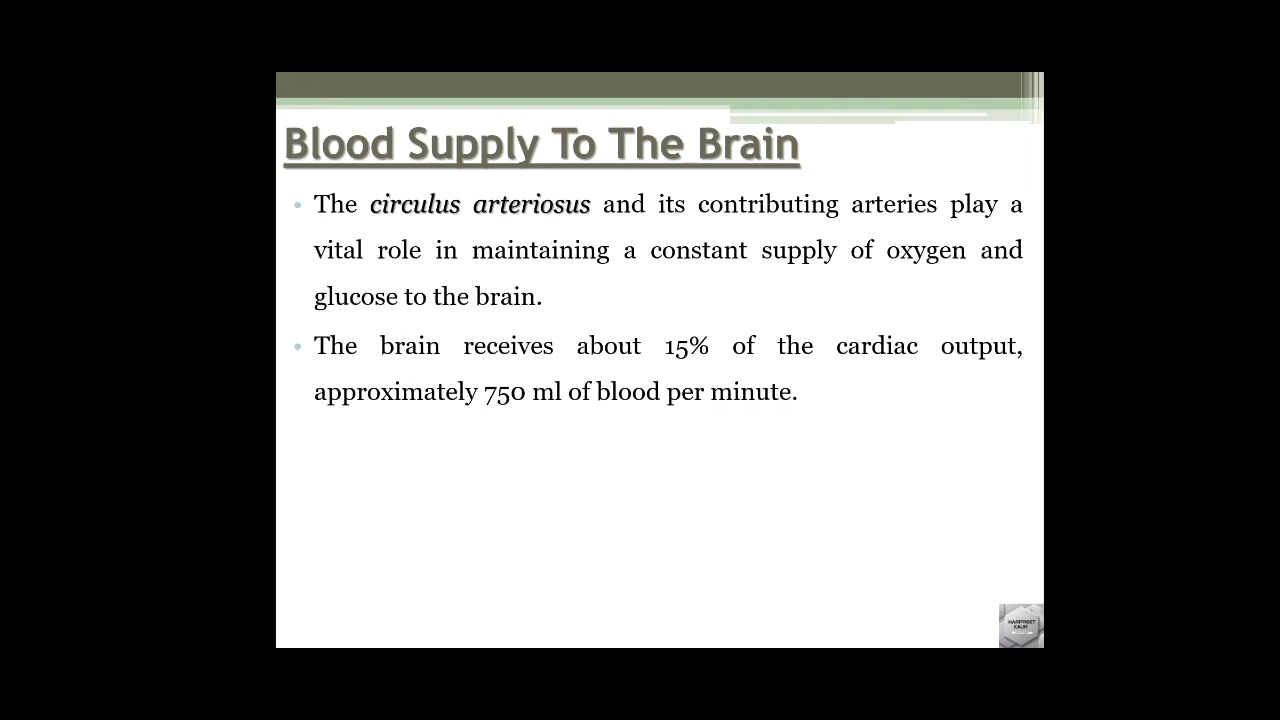 Blood Supply To The Brain
• The circulus arteriosus and its contributing arteries play a
vital role in maintaining a constant supply of oxygen and
glucose to the brain.
• The brain receives about 15% of the cardiac output,
approximately 750 ml of blood per minute.
HARPREET
KAUR